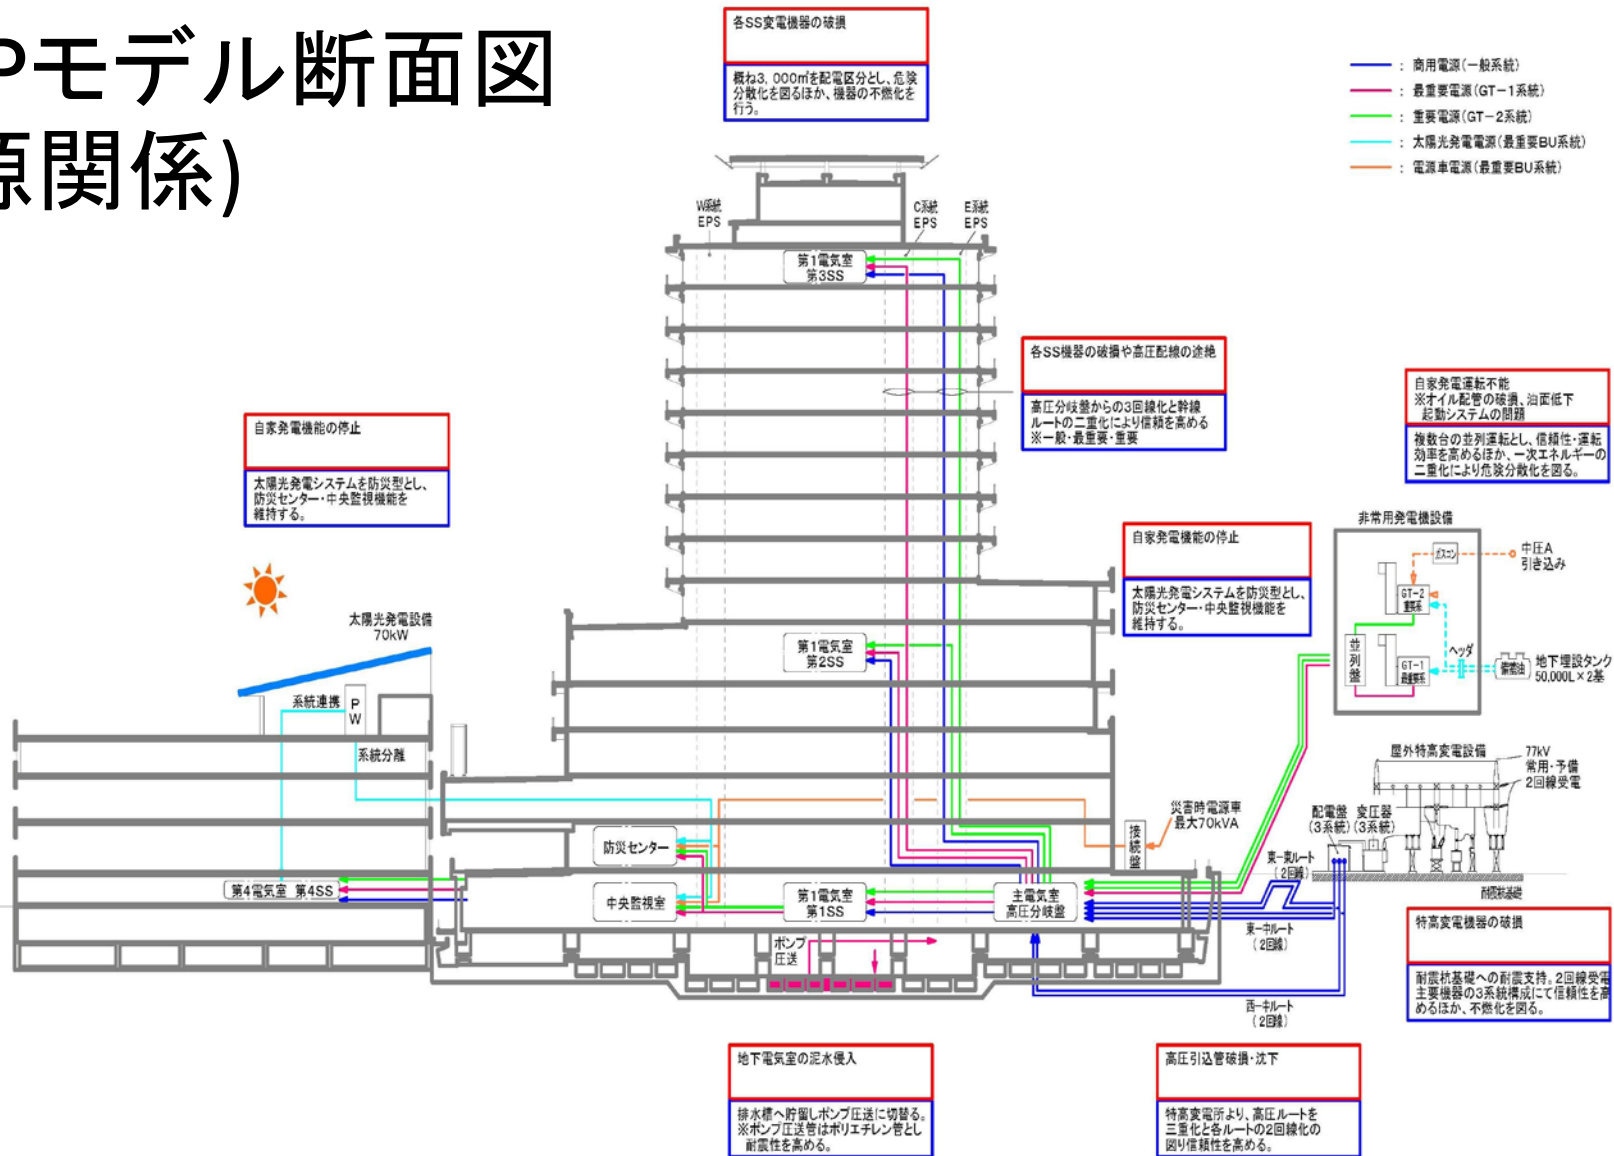 Pモデル断面図
源関係)
各SS変電機器の破損
概ね3,000㎡を配電区分とし、危険
分散化を図るほか、機器の不燃化を
行う。
: 商用電源(一般系統)
: 最重要電源(GT-1系統)
: 重要電源(GT-2系統)
: 太陽光発電電源(最重要BU系統)
: 電源車電源(最重要BU系統)
W系統
EPS
C系統
EPS
E系統
EPS
第1電気室
第3SS
各SS機器の破損や高圧配線の途絶
高圧分岐盤からの3回線化と幹線
ルートの二重化により信頼を高める
※一般・最重要・重要
自家発電運転不能
※オイル配管の破損、油面低下
起動システムの問題
複数台の並列運転とし、信頼性・運転
効率を高めるほか、一次エネルギーの
二重化により危険分散化を図る。
自家発電機能の停止
太陽光発電システムを防災型とし、
防災センター・中央監視機能を
維持する。
自家発電機能の停止
太陽光発電システムを防災型とし、
防災センター・中央監視機能を
維持する。
非常用発電機設備
ガスコン
中圧A
引き込み
GT-2
重要系
並列盤
GT-1
最重要系
ヘッダ
備蓄油
地下埋設タンク
50,000L×2基
太陽光発電設備
70kW
系統連携
PW
系統分離
第1電気室
第2SS
屋外特高変電設備
77kV
常用・予備
2回線受電
配電盤
(3系統)
変圧器
(3系統)
災害時電源車
最大70kVA
接続盤
東ー東ルート
(2回線)
耐震杭基礎
防災センター
第4電気室 第4SS
中央監視室
第1電気室
第1SS
主電気室
高圧分岐盤
東ー中ルート
(2回線)
ポンプ
圧送
西ー中ルート
(2回線)
特高変電機器の破損
耐震杭基礎への耐震支持。2回線受電
主要機器の3系統構成にて信頼性を高
めるほか、不燃化を図る。
地下電気室の泥水侵入
排水槽へ貯留しポンプ圧送に切替る。
※ポンプ圧送管はポリエチレン管とし
耐震性を高める。
高圧引込管破損・沈下
特高変電所より、高圧ルートを
三重化と各ルートの2回線化の
図り信頼性を高める。